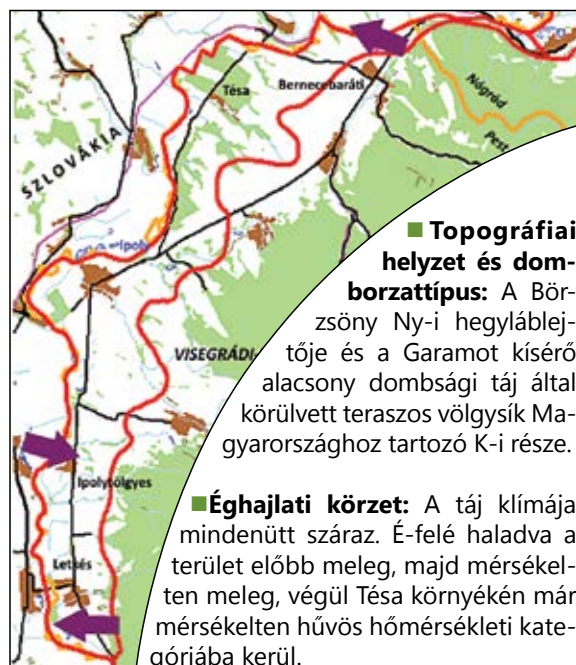 Tésa
Bernecebaráti
Nógrád
Pest
SZLOVÁKIA
Ipoly
VISEGRÁDI-
Ipolytölgyes
Letkés
■ Topográfiai
helyzet és dom-
borzattípus: A Bör-
zsöny Ny-i hegyláblej-
tője és a Garamot kísérő
alacsony dombsági táj által
körülvett teraszos völgysík Ma-
gyarországhoz tartozó K-i része.
■Éghajlati körzet: A táj klímája
mindenütt száraz. É-felé haladva a
terület előbb meleg, majd mérsékel-
ten meleg, végül Tésa környékén már
mérsékelten hűvös hőmérsékleti kate-
góriába kerül.